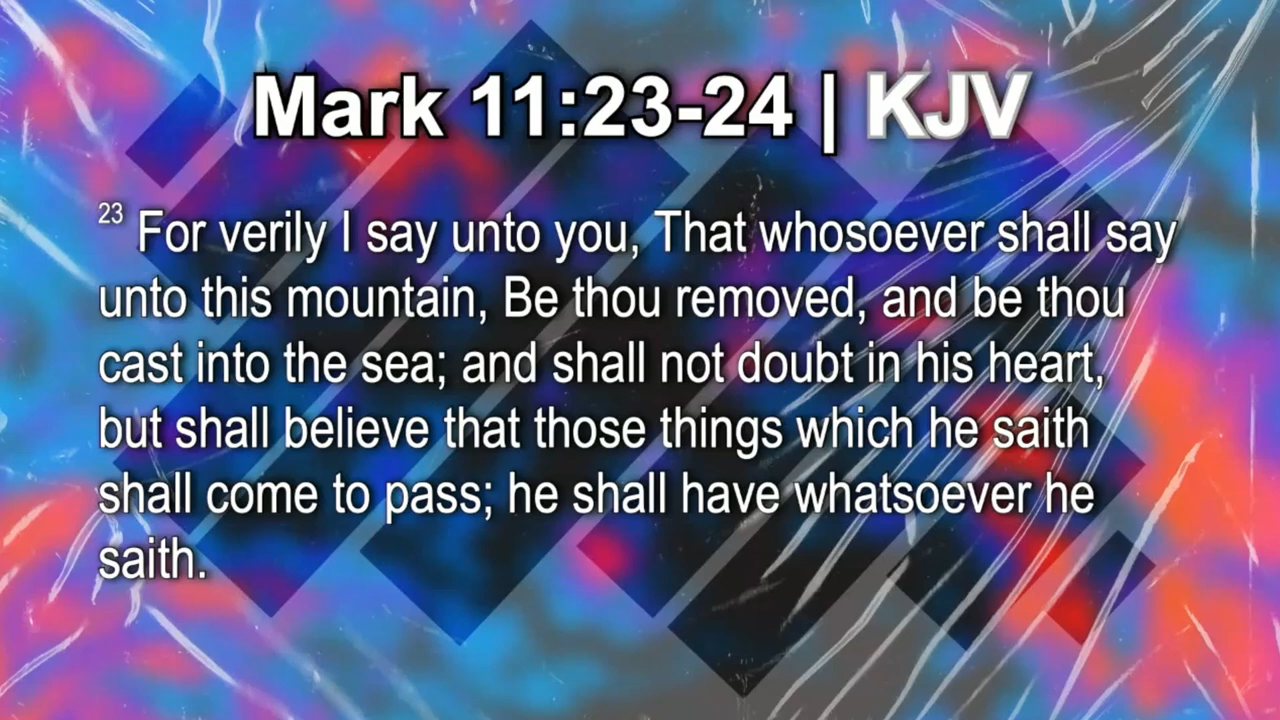 Mark 11:23-24 | KJV
23 For verily I say unto you, That whosoever shall say
unto this mountain, Be thou removed, and be thou
cast into the sea; and shall not doubt in his heart,
but shall believe that those things which he saith
shall come to pass; he shall have whatsoever he
saith.